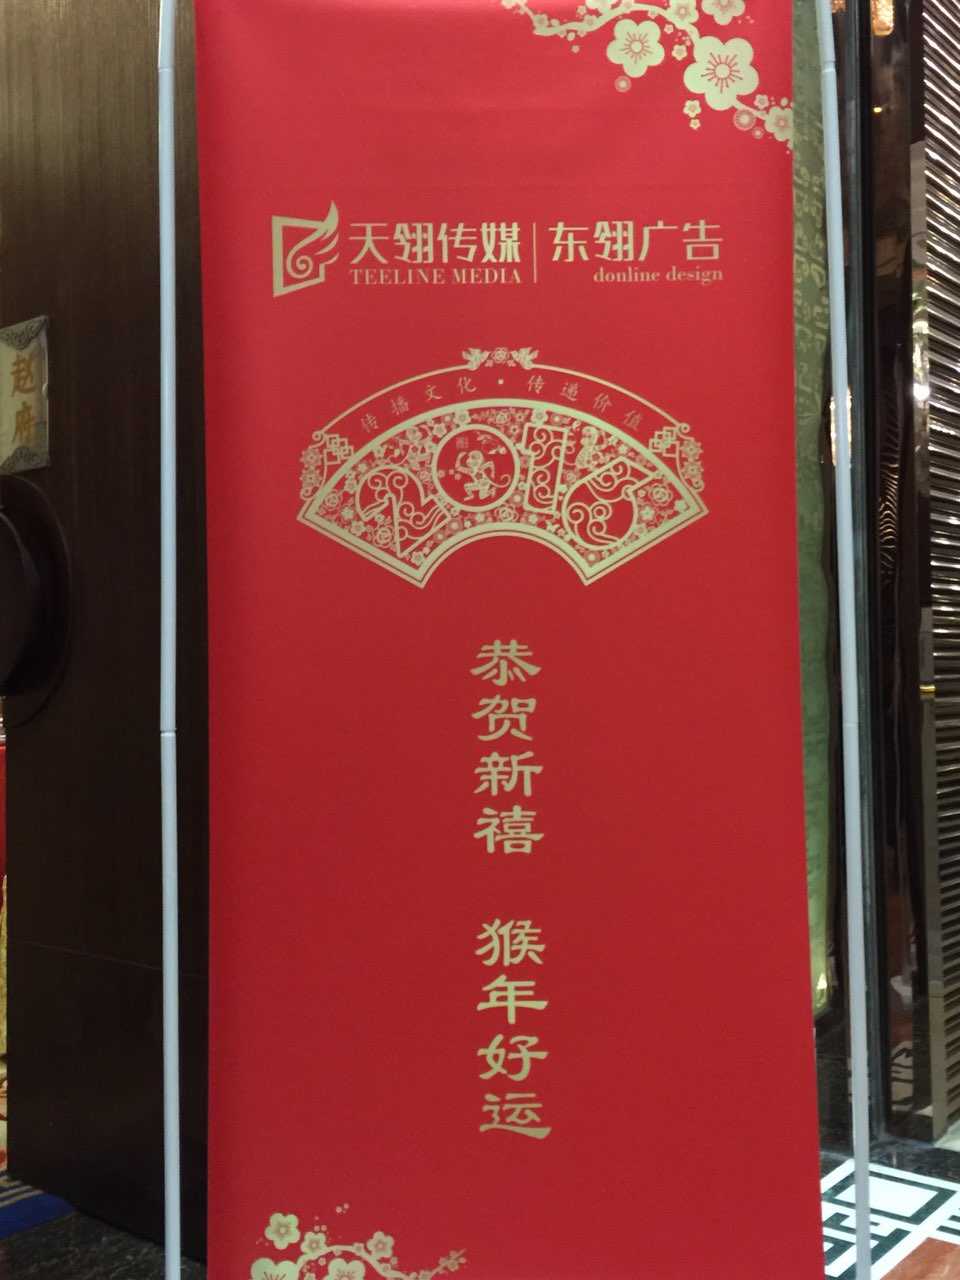 天翎传媒
TEELINE MEDIA
东翎广告
donline design
传播文化·传递价值
2016
恭贺新禧
猴年好运
赵府